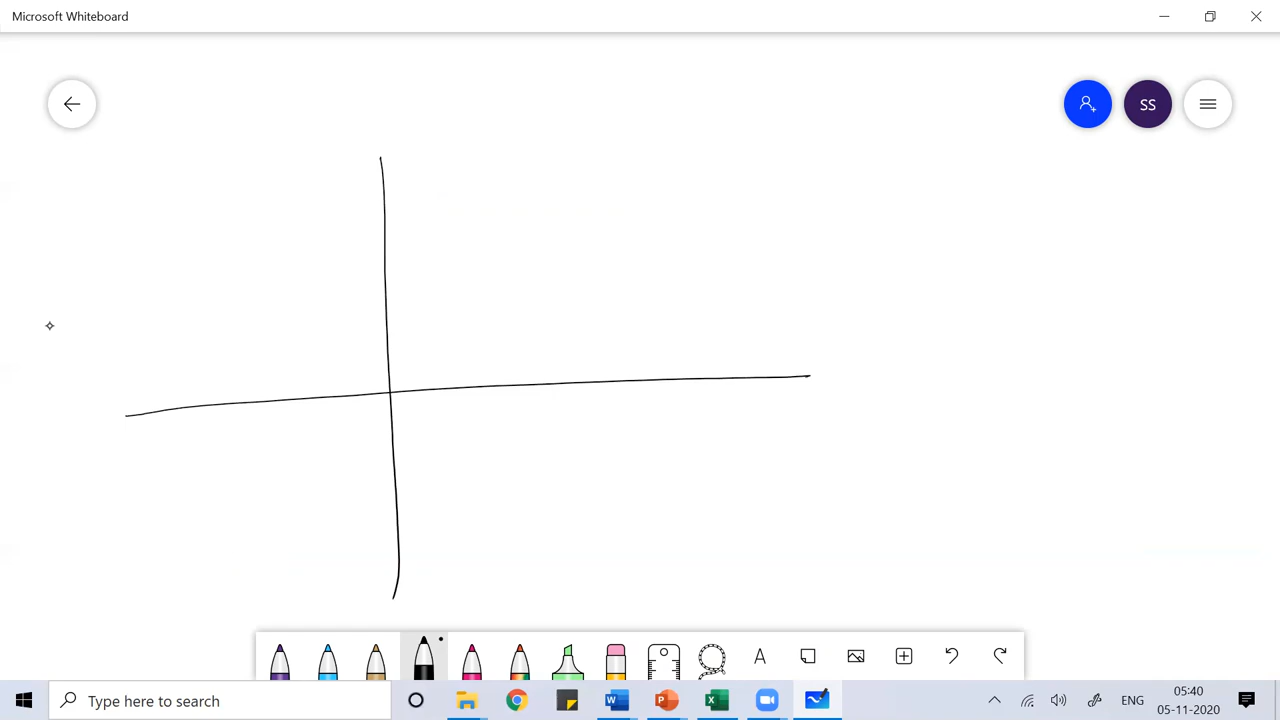 Microsoft Whiteboard
SS
A
Type here to search
ENG
05:40
05-11-2020